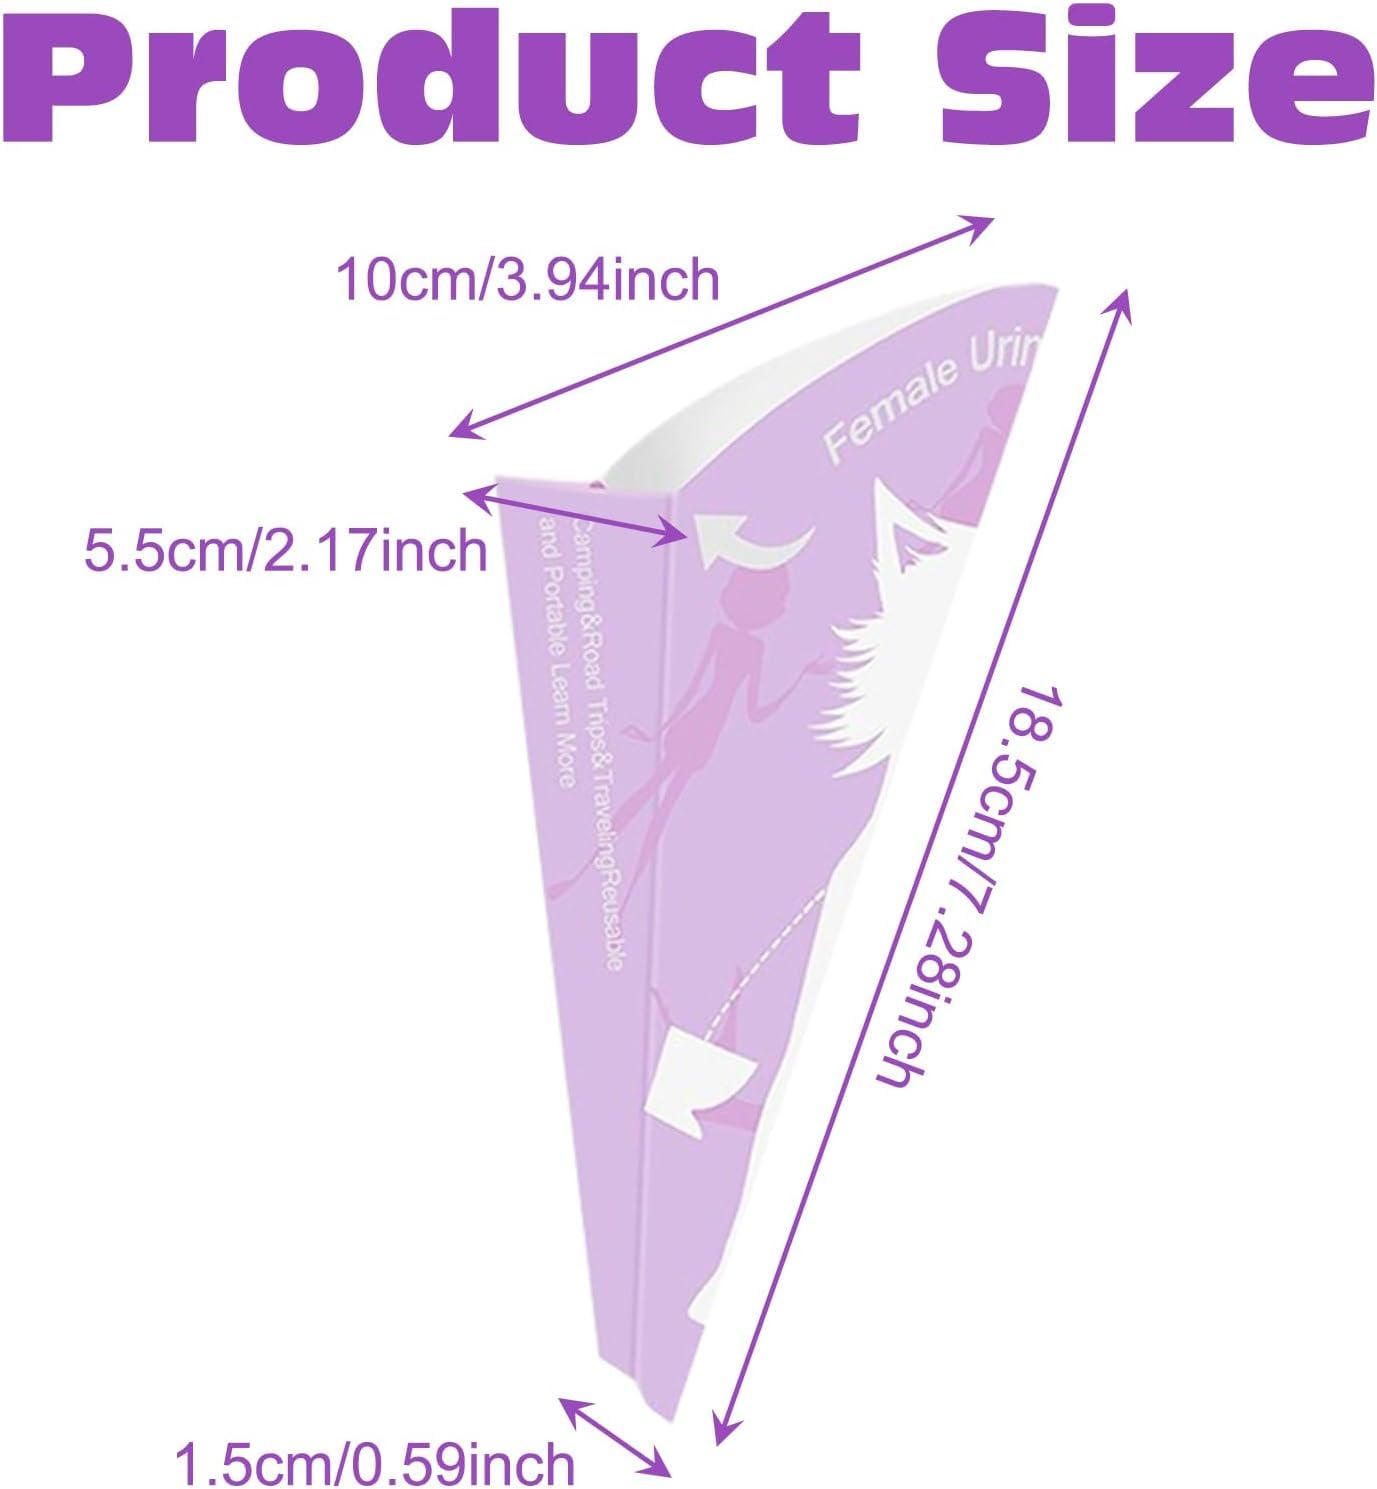 Product Size
10cm/3.94inch
Female Urin
5.5cm/2.17inch
Camping&Road Trips&TravelingReusable
and Portable Learn More
18.5cm/7.28inch
1.5cm/0.59inch